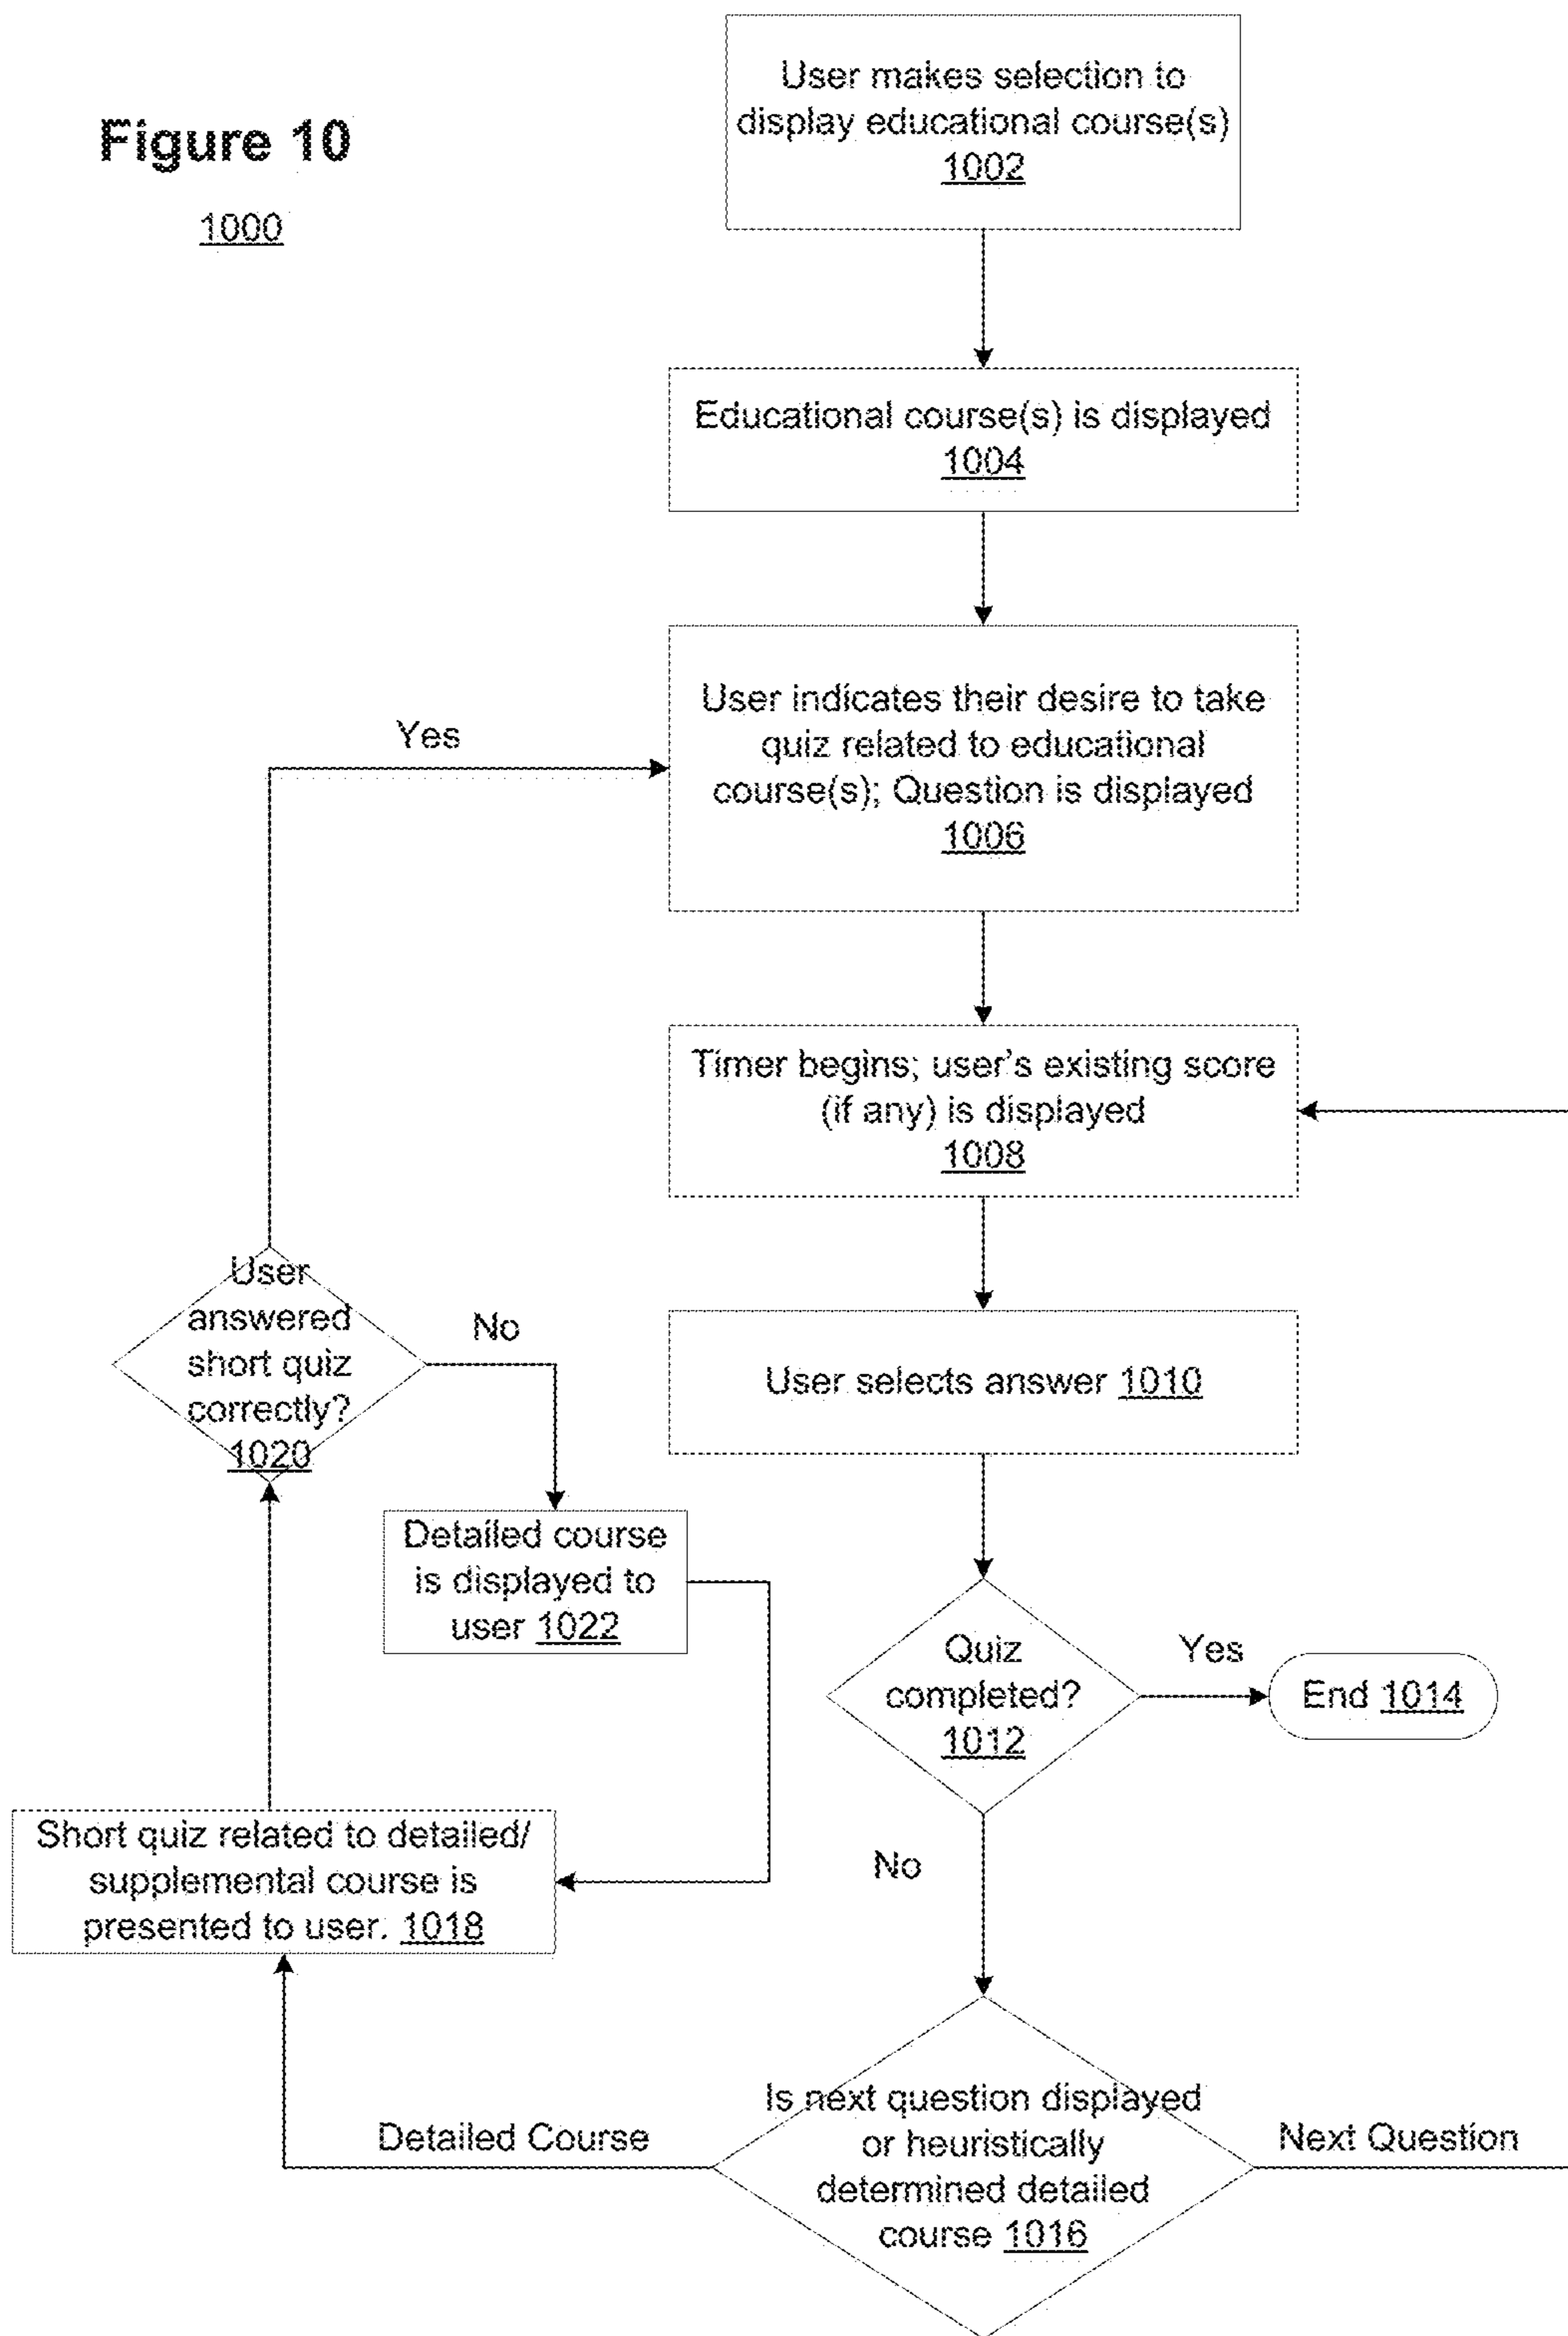 Figure 10
1000
User makes selection to
display educational course(s)
1002
Educational course(s) is displayed
1004
User indicates their desire to take
quiz related to educational
course(s); Question is displayed
1006
Yes
Timer begins; user's existing score
(if any) is displayed
1008
User
answered
short quiz
correctly?
1020
No
User selects answer 1010
Detailed course
is displayed to
user 1022
Quiz
completed?
1012
Yes
End 1014
No
Short quiz related to detailed/
supplemental course is
presented to user. 1018
Is next question displayed
or heuristically
determined detailed
course 1016
Detailed Course
Next Question